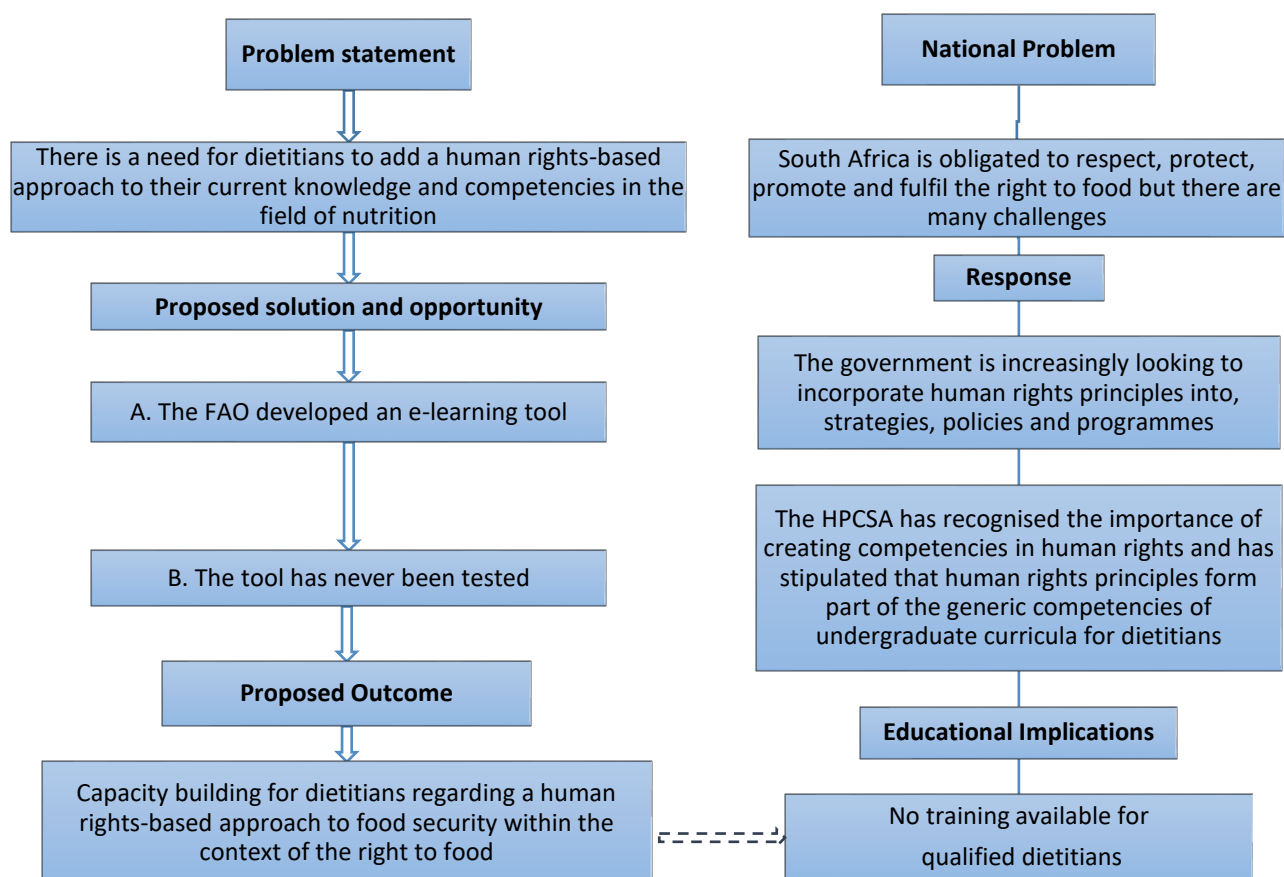 Problem statement
There is a need for dietitians to add a human rights-based
approach to their current knowledge and competencies in the
field of nutrition
Proposed solution and opportunity
A. The FAO developed an e-learning tool
B. The tool has never been tested
Proposed Outcome
Capacity building for dietitians regarding a human
rights-based approach to food security within the
context of the right to food
National Problem
South Africa is obligated to respect, protect,
promote and fulfil the right to food but there are
many challenges
Response
The government is increasingly looking to
incorporate human rights principles into,
strategies, policies and programmes
The HPCSA has recognised the importance of
creating competencies in human rights and has
stipulated that human rights principles form
part of the generic competencies of
undergraduate curricula for dietitians
Educational Implications
No training available for
qualified dietitians